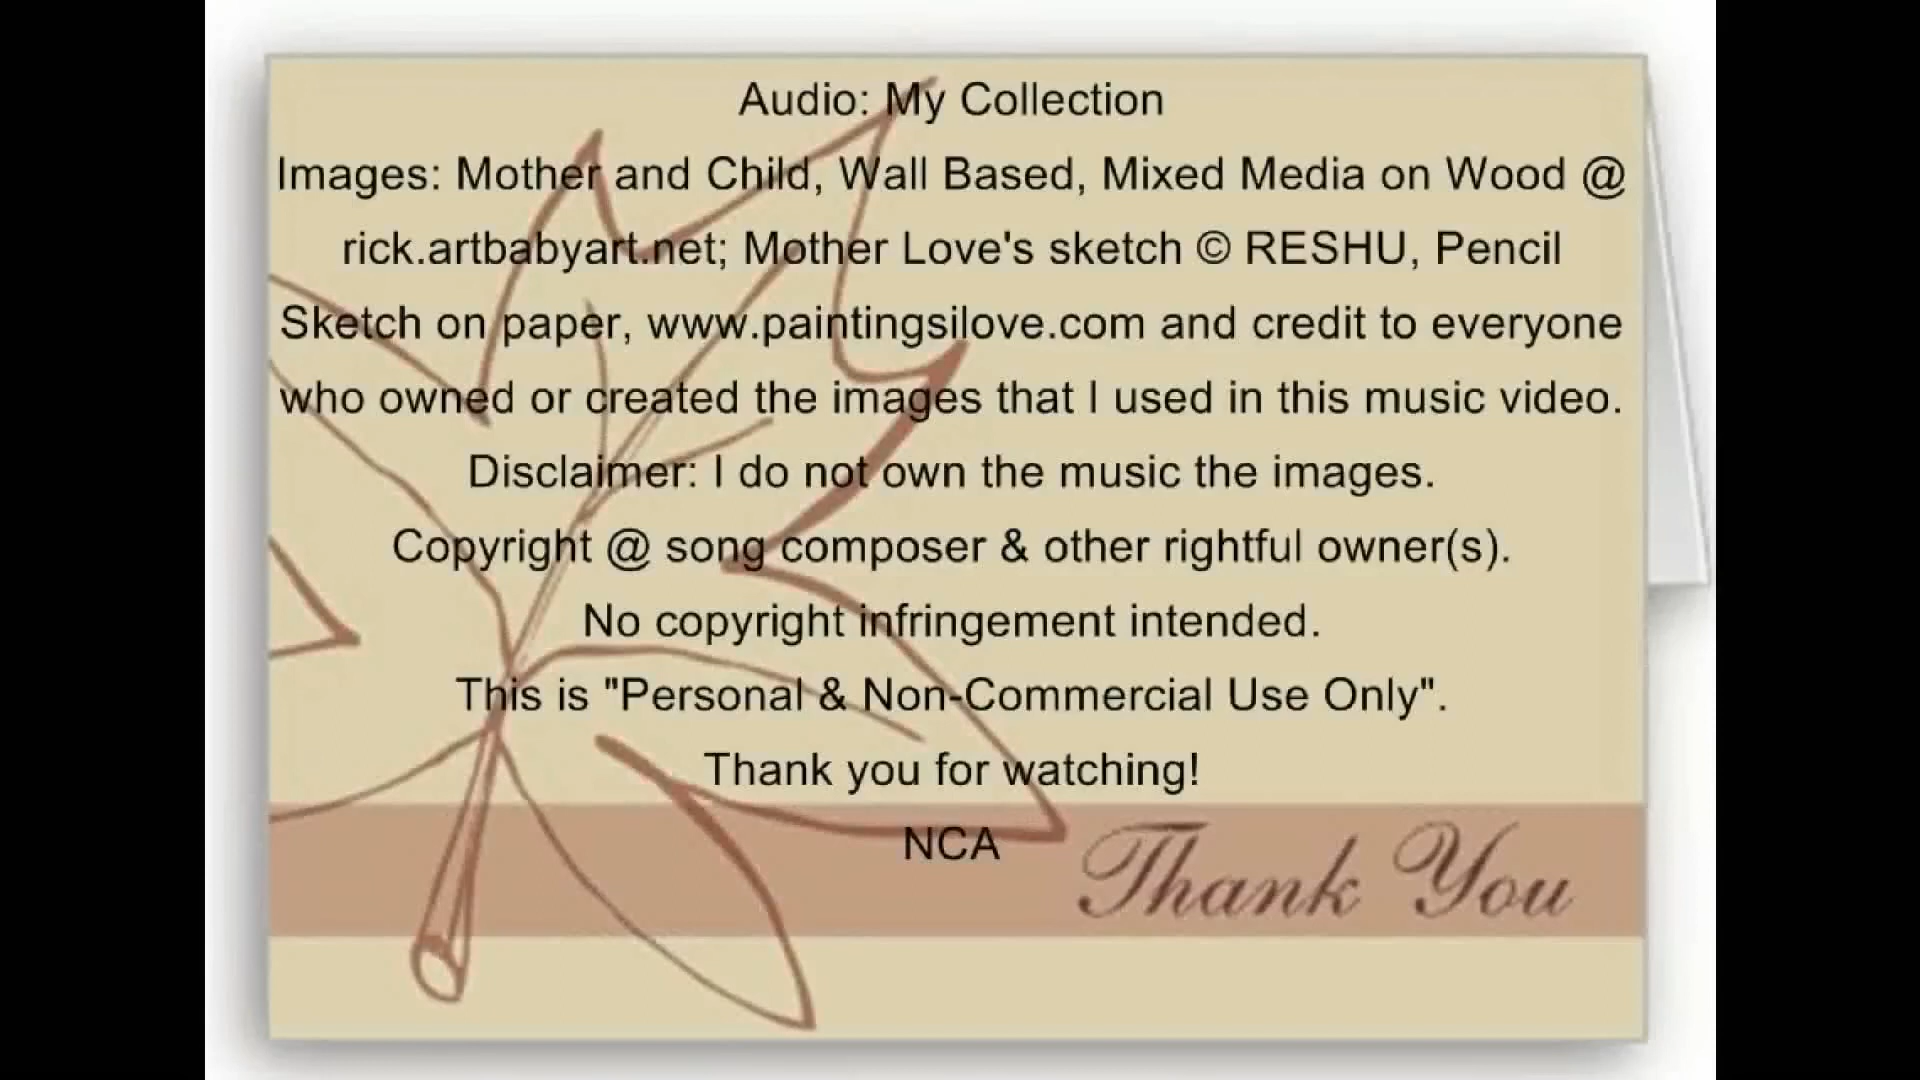 Audio: My Collection
Images: Mother and Child, Wall Based, Mixed Media on Wood @
rick.artbabyart.net; Mother Love's sketch © RESHU, Pencil
Sketch on paper, www.paintingsilove.com and credit to everyone
who owned or created the images that I used in this music video.
Disclaimer: I do not own the music the images.
Copyright @ song composer & other rightful owner(s).
No copyright infringement intended.
This is "Personal & Non-Commercial Use Only".
Thank you for watching!
NCA
Thank You